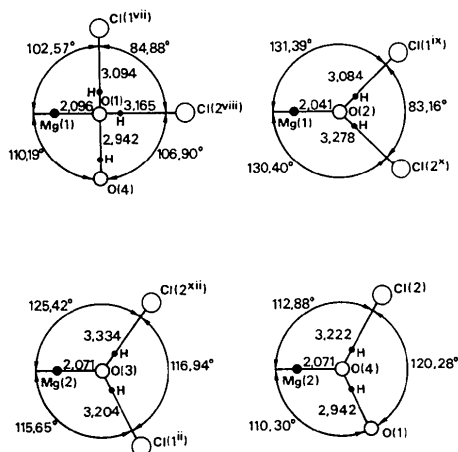 Cl(1vii)
102,57°
84,88°
3.094
H
O(1)
2,096
3.165
H
Cl(2viii)
Mg(1)
2,942
110,19°
106,90°
H
O(4)
Cl(1ix)
131,39°
3,084
H
2,041
O(2)
83,16°
Mg(1)
H
3,278
130,40°
Cl(2x)
Cl(2xii)
125,42°
3,334
H
2,071
O(3)
116,94°
Mg(2)
H
3,204
115,65°
Cl(1ii)
Cl(2)
112,88°
3,222
H
2,071
O(4)
120,28°
Mg(2)
H
2,942
110,30°
O(1)